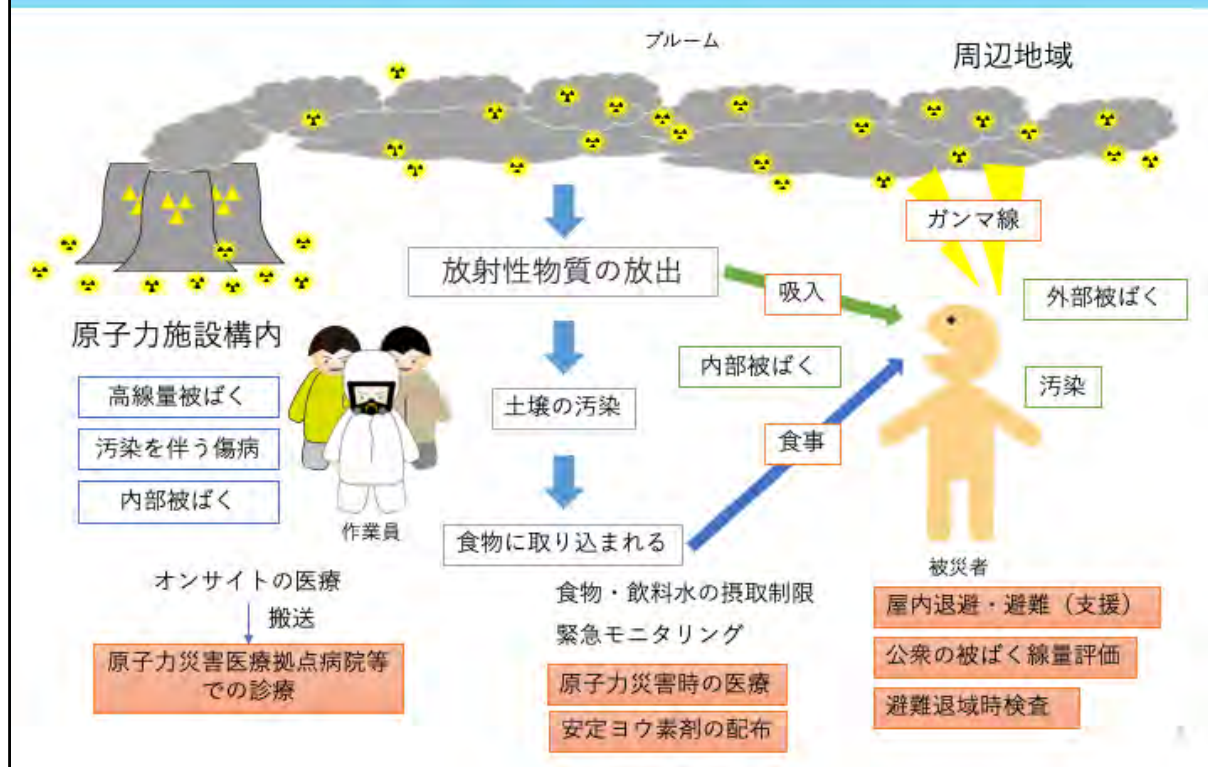 プルーム
周辺地域
ガンマ線
放射性物質の放出
吸入
外部被ばく
原子力施設構内
内部被ばく
高線量被ばく
土壌の汚染
汚染
汚染を伴う傷病
食事
内部被ばく
作業員
食物に取り込まれる
被災者
オンサイトの医療
搬送
原子力災害医療拠点病院等
での診療
食物・飲料水の摂取制限
緊急モニタリング
原子力災害時の医療
安定ヨウ素剤の配布
屋内退避・避難（支援）
公衆の被ばく線量評価
避難退域時検査